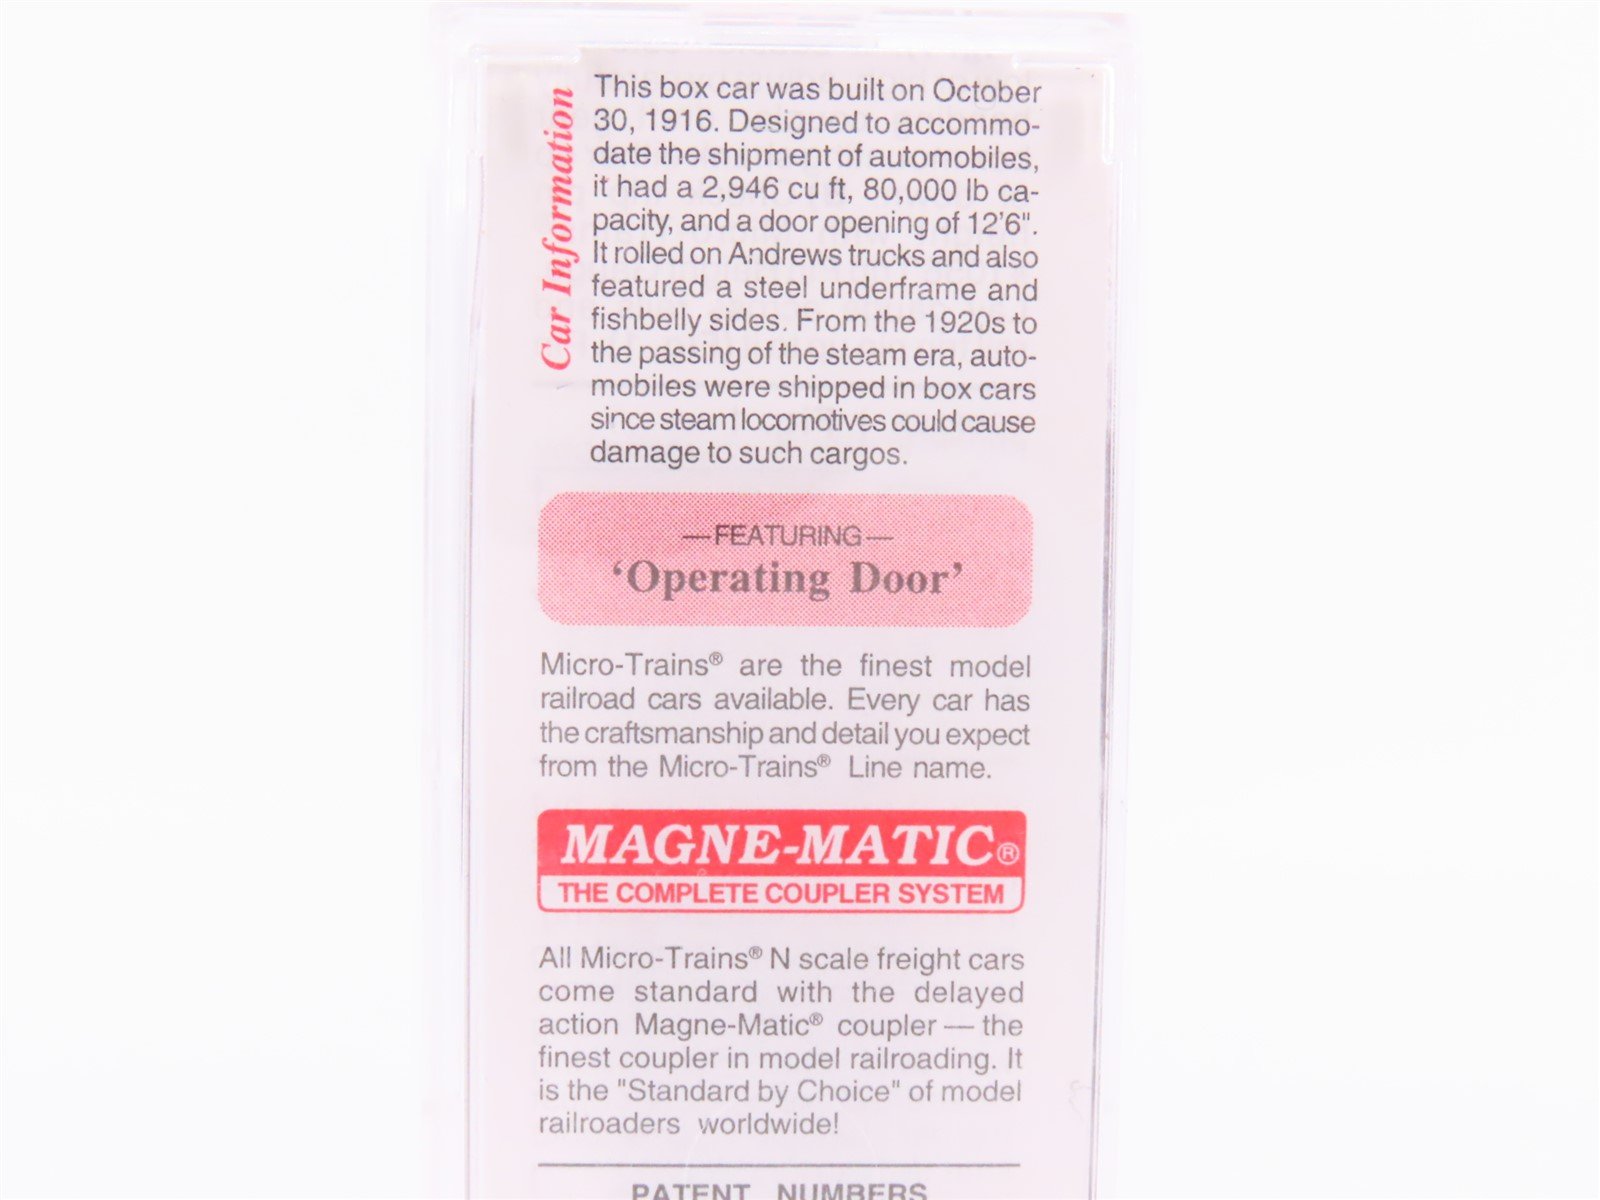 Car Information
This box car was built on October
30, 1916. Designed to accommo-
date the shipment of automobiles,
it had a 2,946 cu ft, 80,000 lb ca-
pacity, and a door opening of 12'6".
It rolled on Andrews trucks and also
featured a steel underframe and
fishbelly sides. From the 1920s to
the passing of the steam era, auto-
mobiles were shipped in box cars
since steam locomotives could cause
damage to such cargos.
—FEATURING—
‘Operating Door’
Micro-Trains® are the finest model
railroad cars available. Every car has
the craftsmanship and detail you expect
from the Micro-Trains® Line name.
MAGNE-MATIC®
THE COMPLETE COUPLER SYSTEM
All Micro-Trains® N scale freight cars
come standard with the delayed
action Magne-Matic® coupler — the
finest coupler in model railroading. It
is the "Standard by Choice" of model
railroaders worldwide!
PATENT NUMBERS